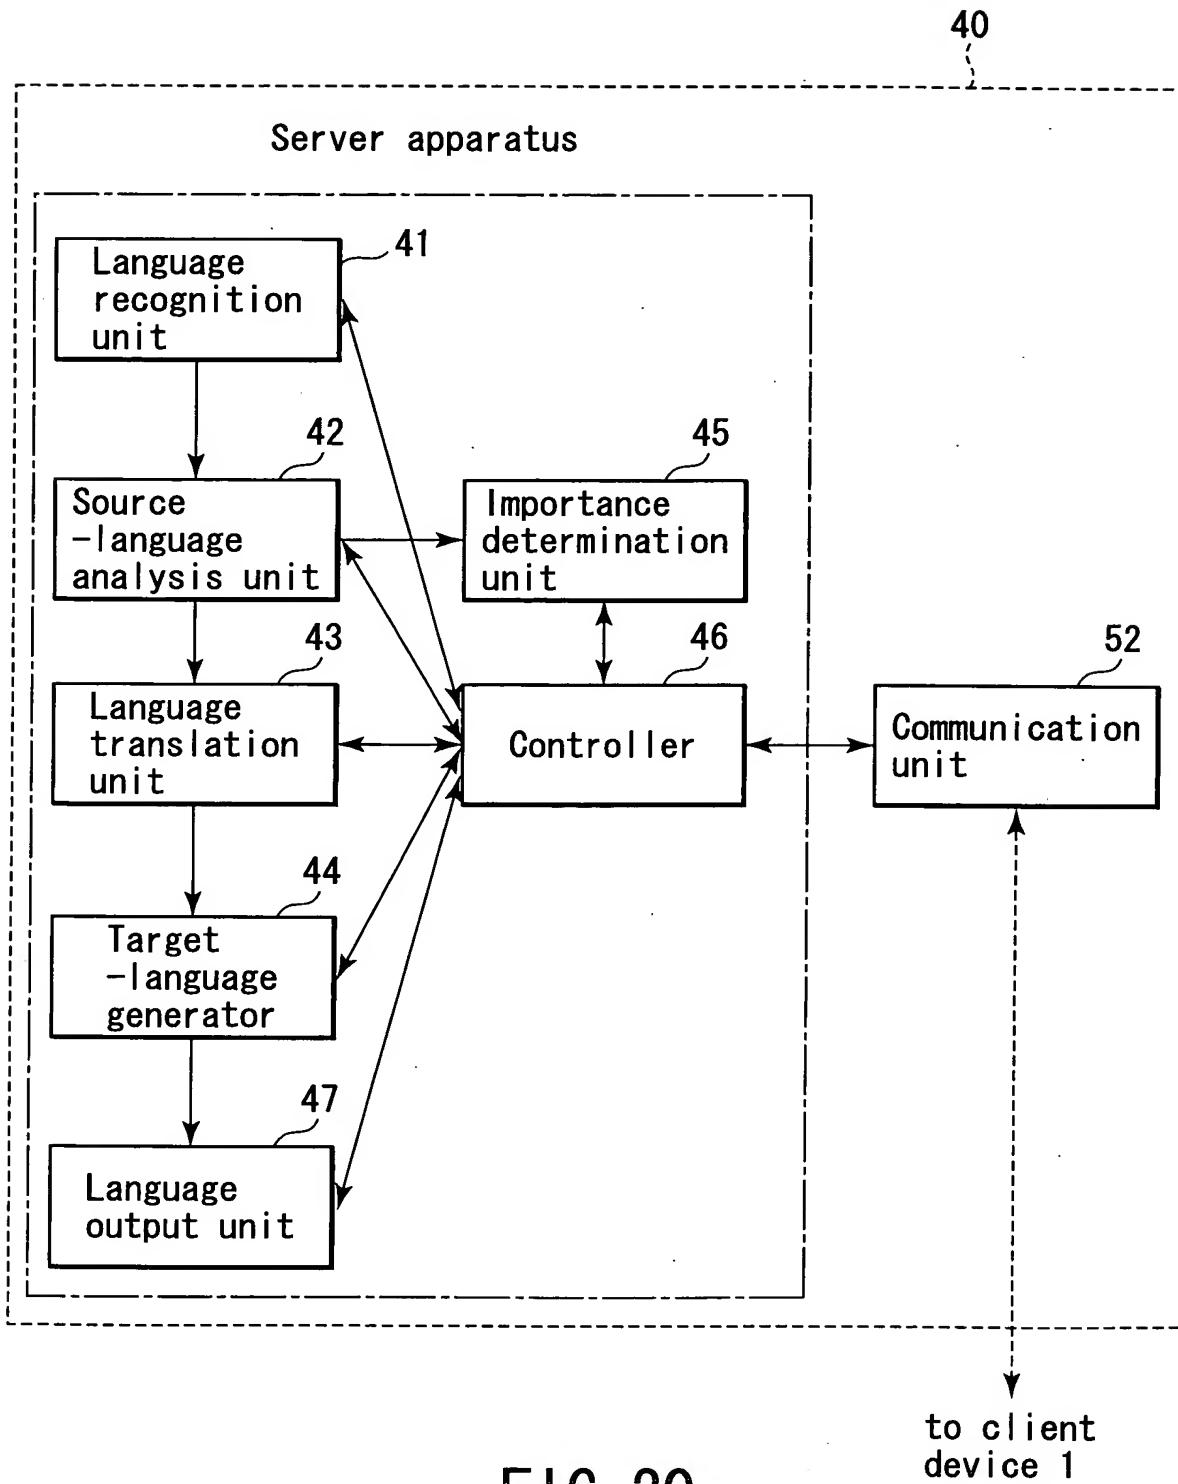 40
Server apparatus
41
Language
recognition
unit
42
Source
-language
analysis unit
45
Importance
determination
unit
43
Language
translation
unit
46
Controller
52
Communication
unit
44
Target
-language
generator
47
Language
output unit
to client
device 1